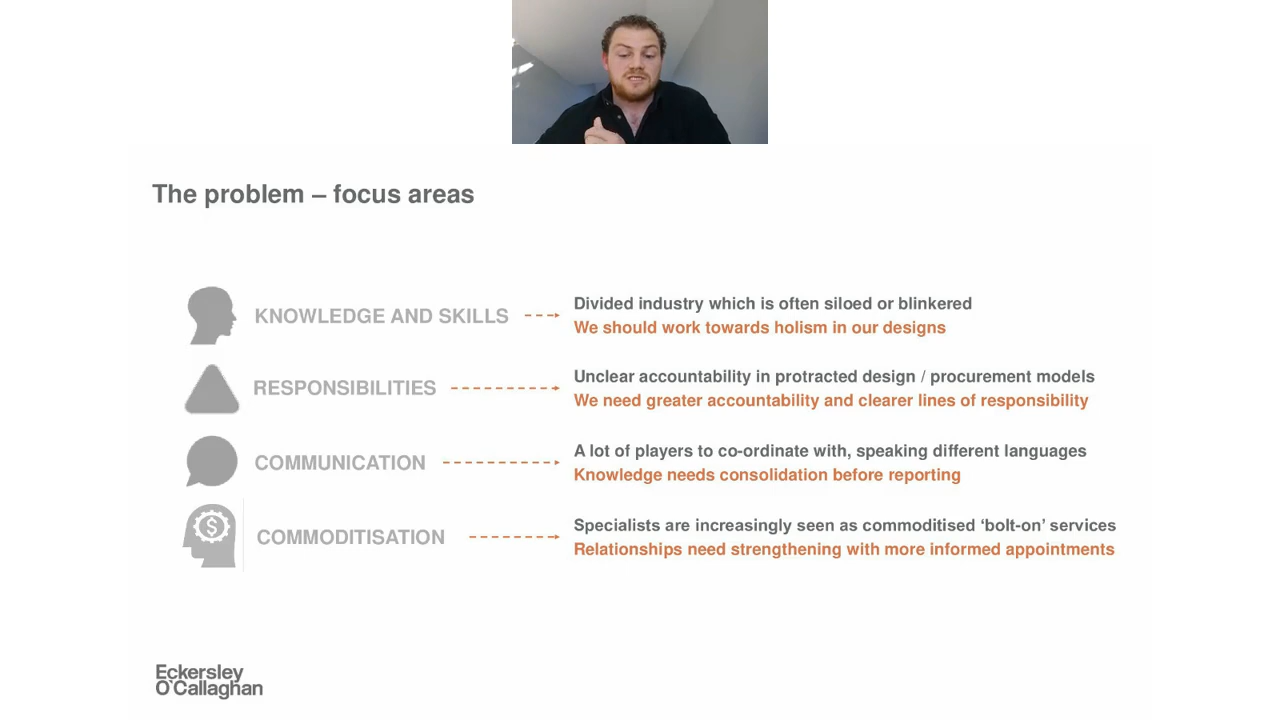 The problem – focus areas
KNOWLEDGE AND SKILLS
Divided industry which is often siloed or blinkered
We should work towards holism in our designs
RESPONSIBILITIES
Unclear accountability in protracted design / procurement models
We need greater accountability and clearer lines of responsibility
COMMUNICATION
A lot of players to co-ordinate with, speaking different languages
Knowledge needs consolidation before reporting
$
COMMODITISATION
Specialists are increasingly seen as commoditised ‘bolt-on’ services
Relationships need strengthening with more informed appointments
Eckersley
O'Callaghan